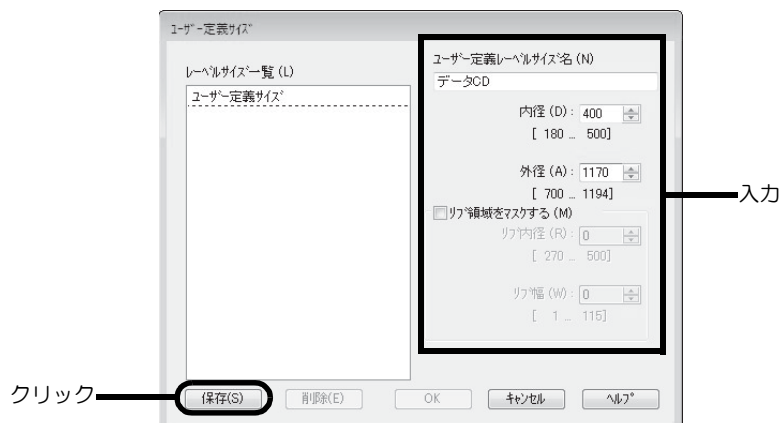 ユーザー定義サイズ
レーベルサイズ一覧 (L)
ユーザー定義サイズ
ユーザー定義レーベルサイズ名 (N)
データCD
内径 (D) : 400
[ 180 ... 500]
外径 (A) : 1170
[ 700 ... 1194]
リブ領域をマスクする (M)
リブ内径 (R) : 0
[ 270 ... 500]
リブ幅 (W) : 0
[ 1 ... 115]
入力
クリック
保存(S)
削除(E)
OK
キャンセル
ヘルプ